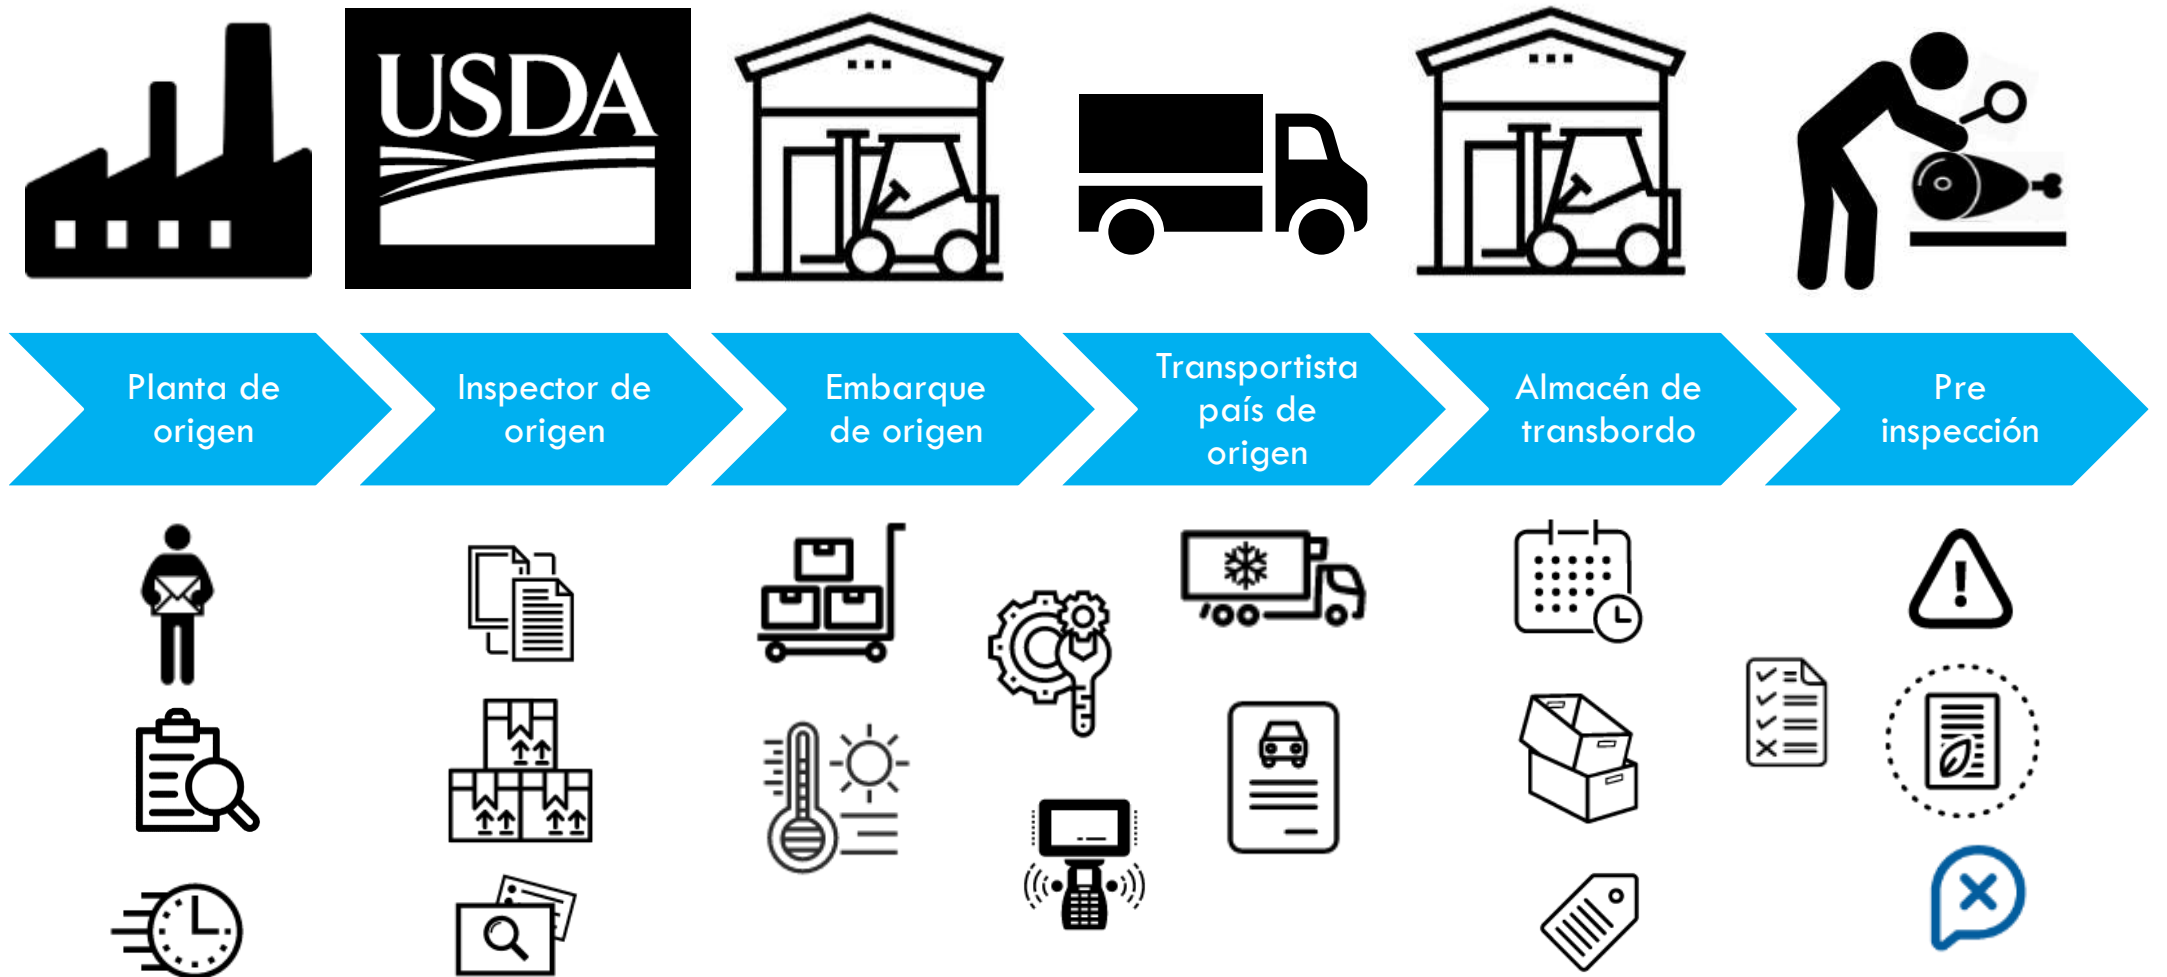 USDA
Planta de
origen
Inspector de
origen
Embarque
de origen
Transportista
país de
origen
Almacén de
transbordo
Pre
inspección